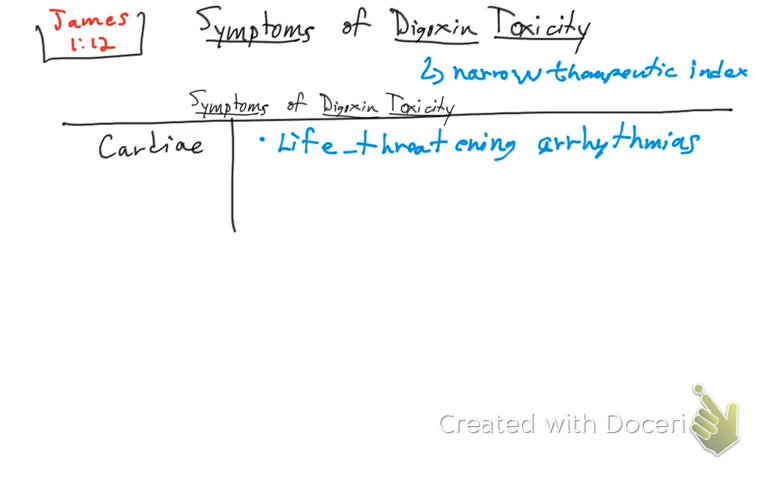 James
1:12
Symptoms of Digoxin Toxicity
↳ narrow therapeutic index
Symptoms of Digoxin Toxicity
Cardiac
• Life-threatening arrhythmias
Created with Doceri